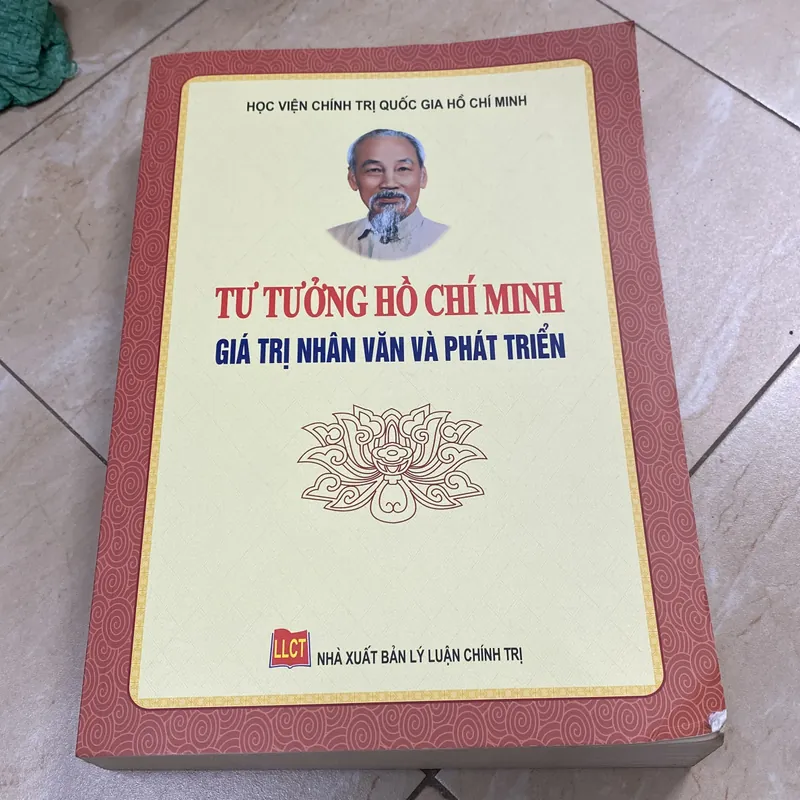 HỌC VIỆN CHÍNH TRỊ QUỐC GIA HỒ CHÍ MINH
TƯ TƯỞNG HỒ CHÍ MINH
GIÁ TRỊ NHÂN VĂN VÀ PHÁT TRIỂN
LLCT
NHÀ XUẤT BẢN LÝ LUẬN CHÍNH TRỊ